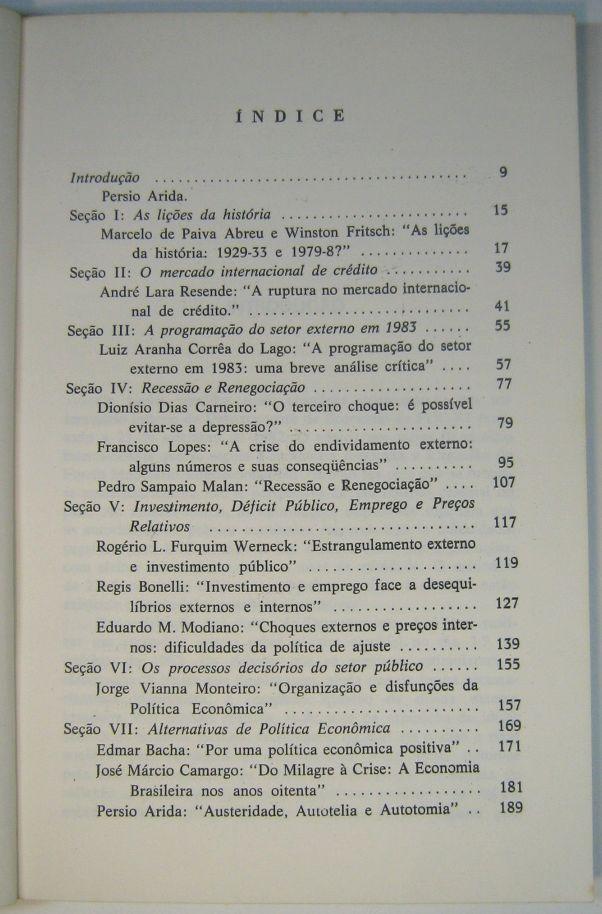 ÍNDICE
Introdução ........................................ 9
Persio Arida.
Seção I: As lições da história ........................ 15
Marcelo de Paiva Abreu e Winston Fritsch: "As lições
da história: 1929-33 e 1979-8?" .............. 17
Seção II: O mercado internacional de crédito ........... 39
André Lara Resende: "A ruptura no mercado internacio-
nal de crédito." ............................ 41
Seção III: A programação do setor externo em 1983 ...... 55
Luiz Aranha Corrêa do Lago: "A programação do setor
externo em 1983: uma breve análise crítica" .... 57
Seção IV: Recessão e Renegociação .................... 77
Dionísio Dias Carneiro: "O terceiro choque: é possível
evitar-se a depressão?" ........................ 79
Francisco Lopes: "A crise do endividamento externo:
alguns números e suas conseqüências" .......... 95
Pedro Sampaio Malan: "Recessão e Renegociação" .... 107
Seção V: Investimento, Déficit Público, Emprego e Preços
Relativos .................................. 117
Rogério L. Furquim Werneck: "Estrangulamento externo
e investimento público" ...................... 119
Regis Bonelli: "Investimento e emprego face a desequi-
líbrios externos e internos" .................. 127
Eduardo M. Modiano: "Choques externos e preços inter-
nos: dificuldades da política de ajuste .......... 139
Seção VI: Os processos decisórios do setor público ...... 155
Jorge Vianna Monteiro: "Organização e disfunções da
Política Econômica" ......................... 157
Seção VII: Alternativas de Política Econômica .......... 169
Edmar Bacha: "Por uma política econômica positiva" .. 171
José Márcio Camargo: "Do Milagre à Crise: A Economia
Brasileira nos anos oitenta" ................... 181
Persio Arida: "Austeridade, Autotelia e Autotomia" .. 189